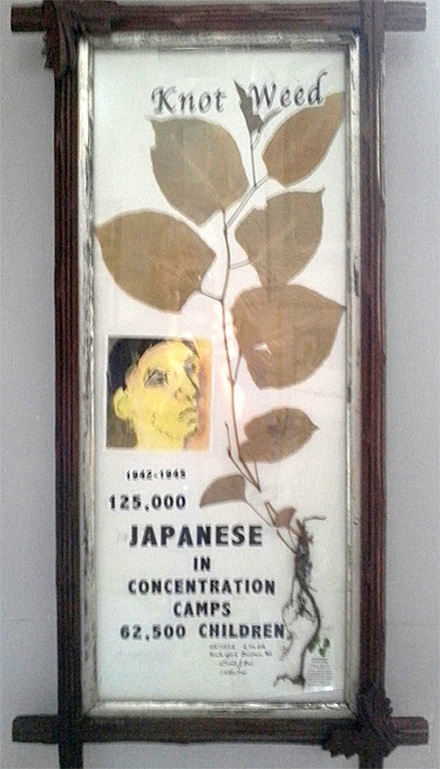 Knot Weed
1942-1945
125,000
JAPANESE
IN
CONCENTRATION
CAMPS
62,500 CHILDREN